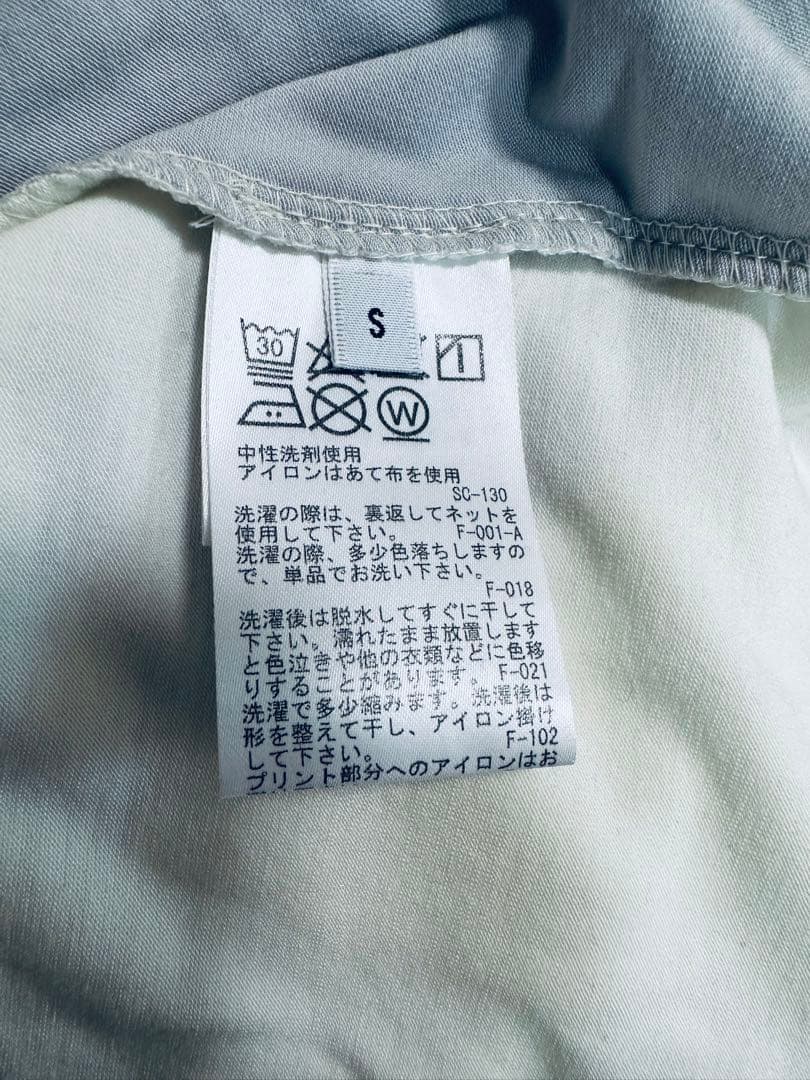 S
30
W
中性洗剤使用
アイロンはあて布を使用
SC-130
洗濯の際は、裏返してネットを
使用して下さい。 F-001-A
洗濯の際、多少色落ちしますの
で、単品でお洗い下さい。
F-018
洗濯後は脱水してすぐに干して
下さい。濡れたまま放置します
と色泣きや他の衣類などに色移
りすることがあります。 F-021
洗濯で多少縮みます。洗濯後は
形を整えて干し、アイロン掛け
して下さい。 F-102
プリント部分へのアイロンはお